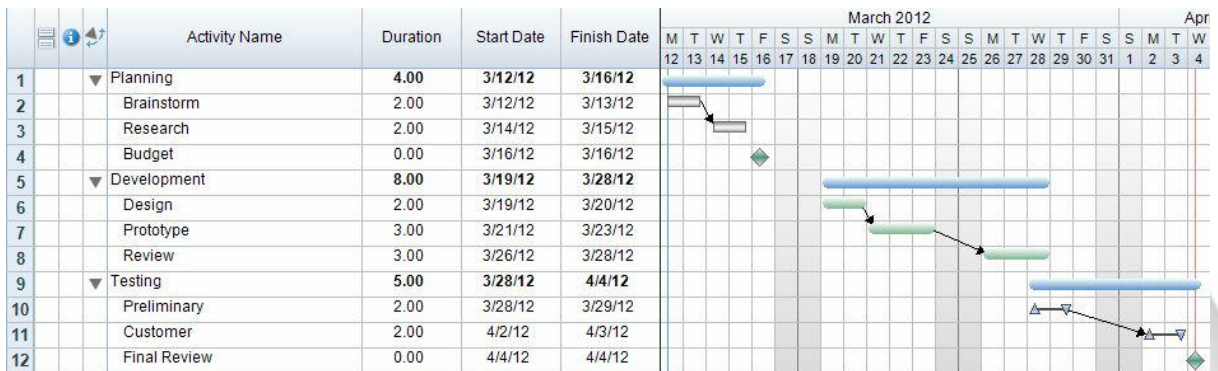 March 2012 Apr
Activity Name Duration Start Date Finish Date M T W T F S S M T W T F S S M T W T F S S M T W
12 13 14 15 16 17 18 19 20 21 22 23 24 25 26 27 28 29 30 31 1 2 3 4
1 Planning 4.00 3/12/12 3/16/12
2 Brainstorm 2.00 3/12/12 3/13/12
3 Research 2.00 3/14/12 3/15/12
4 Budget 0.00 3/16/12 3/16/12
5 Development 8.00 3/19/12 3/28/12
6 Design 2.00 3/19/12 3/20/12
7 Prototype 3.00 3/21/12 3/23/12
8 Review 3.00 3/26/12 3/28/12
9 Testing 5.00 3/28/12 4/4/12
10 Preliminary 2.00 3/28/12 3/29/12
11 Customer 2.00 4/2/12 4/3/12
12 Final Review 0.00 4/4/12 4/4/12